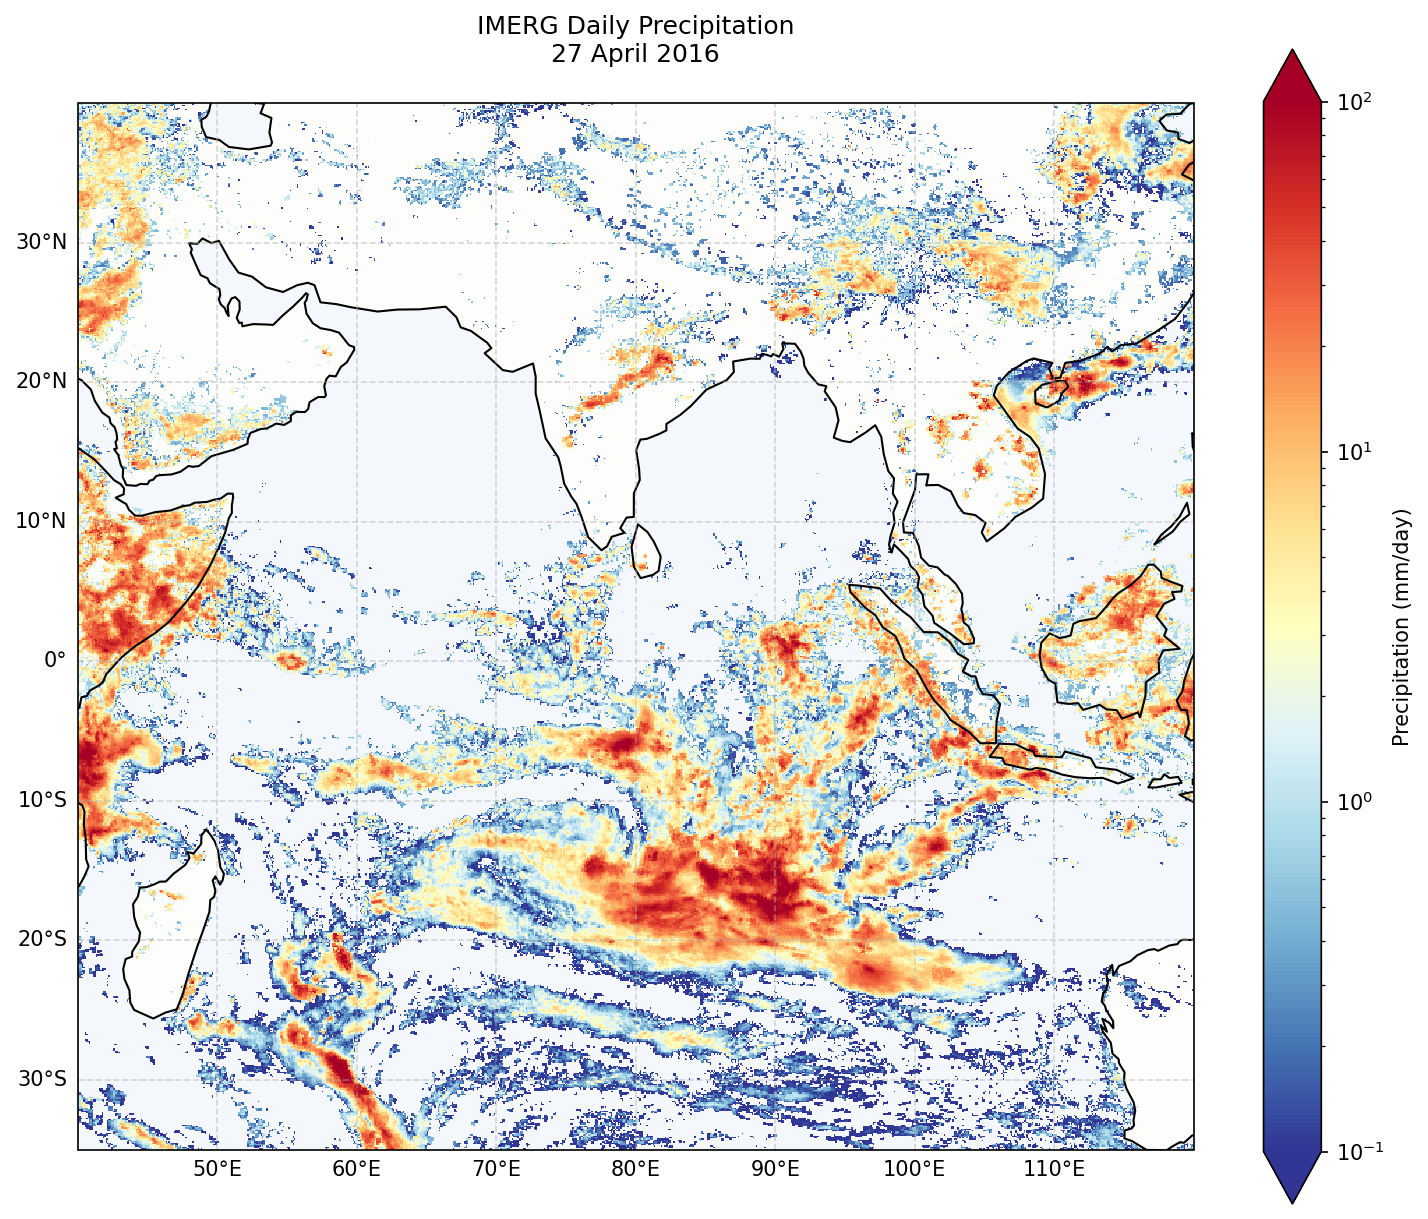 IMERG Daily Precipitation
27 April 2016
30°N
20°N
10°N
0°
10°S
20°S
30°S
50°E 60°E 70°E 80°E 90°E 100°E 110°E
10²
10¹
10⁰
10⁻¹
Precipitation (mm/day)